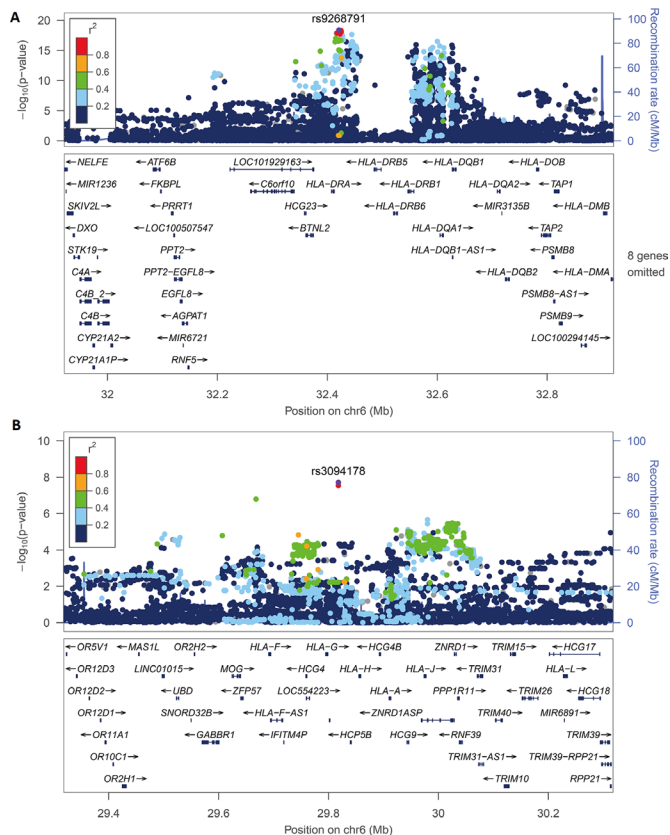 A
rs9268791
20
15
10
5
0
r²
0.8
0.6
0.4
0.2
100
80
60
40
20
0
−log10(p−value)
Recombination rate (cM/Mb)
←NELFE ←ATF6B LOC101929163→ ←HLA−DRB5 ←HLA−DQB1 ←HLA−DOB
←MIR1236 ←FKBPL ←C6orf10 HLA−DRA→ ←HLA−DRB1 HLA−DQA2→ ←TAP1
SKIV2L→ ←PRRT1 HCG23→ ←HLA−DRB6 ←MIR3135B ←HLA−DMB
←DXO ←LOC100507547 ←BTNL2 HLA−DQA1→ ←TAP2
STK19→ PPT2→ HLA−DQB1−AS1→ ←PSMB8
C4A→ PPT2−EGFL8→ ←HLA−DQB2 ←HLA−DMA
C4B_2→ EGFL8→ PSMB8−AS1→
C4B→ ←AGPAT1 ←PSMB9
CYP21A2→ ←MIR6721 LOC100294145→
CYP21A1P→ RNF5→
8 genes
omitted
32 32.2 32.4 32.6 32.8
Position on chr6 (Mb)
B
rs3094178
10
8
6
4
2
0
r²
0.8
0.6
0.4
0.2
100
80
60
40
20
0
−log10(p−value)
Recombination rate (cM/Mb)
←OR5V1 ←MAS1L OR2H2→ HLA−F→ HLA−G→ HCG4B→ ZNRD1→ TRIM15→ ←HCG17
←OR12D3 LINC01015→ MOG→ ←HCG4 HLA−H→ HLA−J→ ←TRIM31 HLA−L→
OR12D2→ ←UBD ←ZFP57 LOC554223→ HLA−A→ PPP1R11→ ←TRIM26 ←HCG18
OR12D1→ SNORD32B→ ←HLA−F−AS1 ←ZNRD1ASP TRIM40→ MIR6891→
←OR11A1 ←GABBR1 ←IFITM4P ←HCP5B ←HCG9 ←RNF39 TRIM39→
←OR10C1 TRIM31−AS1→ TRIM39−RPP21→
OR2H1→ ←TRIM10 RPP21→
29.4 29.6 29.8 30 30.2
Position on chr6 (Mb)